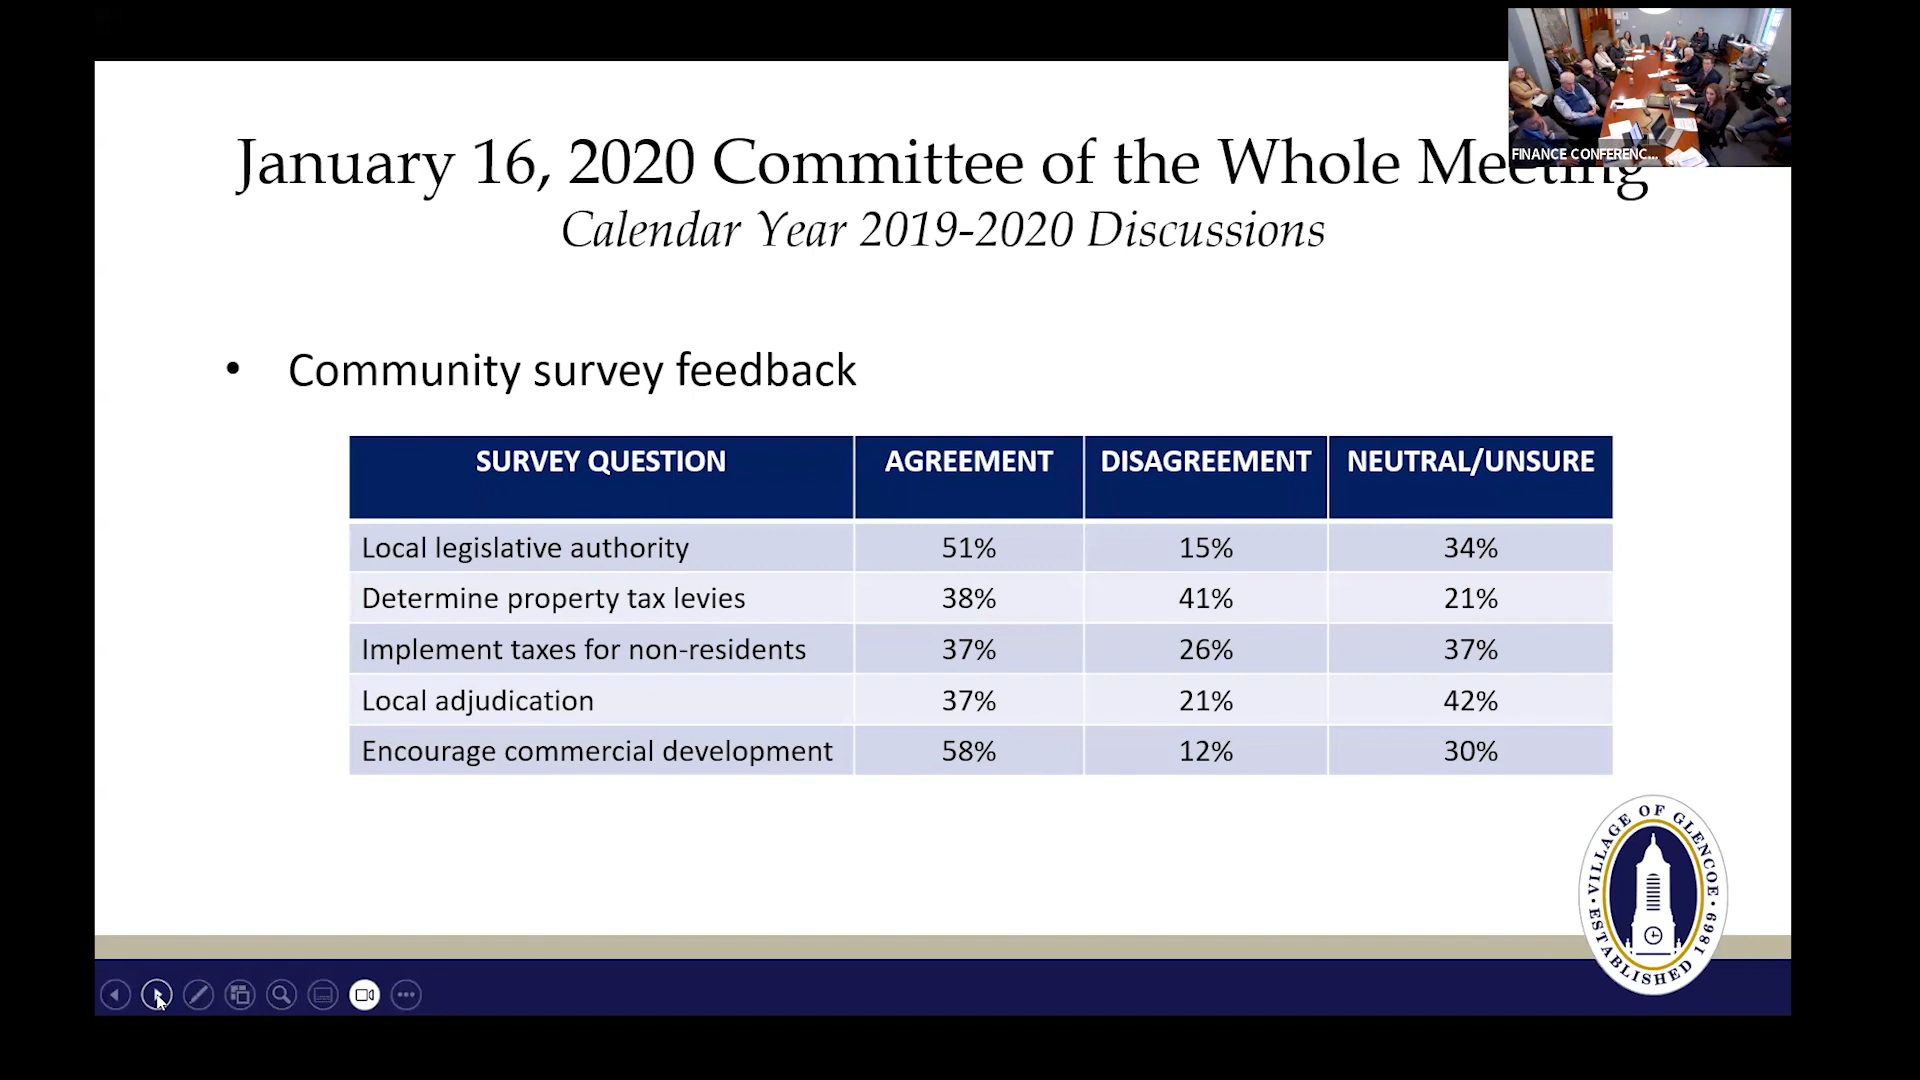 FINANCE CONFERENC...
January 16, 2020 Committee of the Whole Meeting
Calendar Year 2019-2020 Discussions
• Community survey feedback
SURVEY QUESTION AGREEMENT DISAGREEMENT NEUTRAL/UNSURE
Local legislative authority 51% 15% 34%
Determine property tax levies 38% 41% 21%
Implement taxes for non-residents 37% 26% 37%
Local adjudication 37% 21% 42%
Encourage commercial development 58% 12% 30%
VILLAGE OF GLENCOE
• ESTABLISHED 1869 •